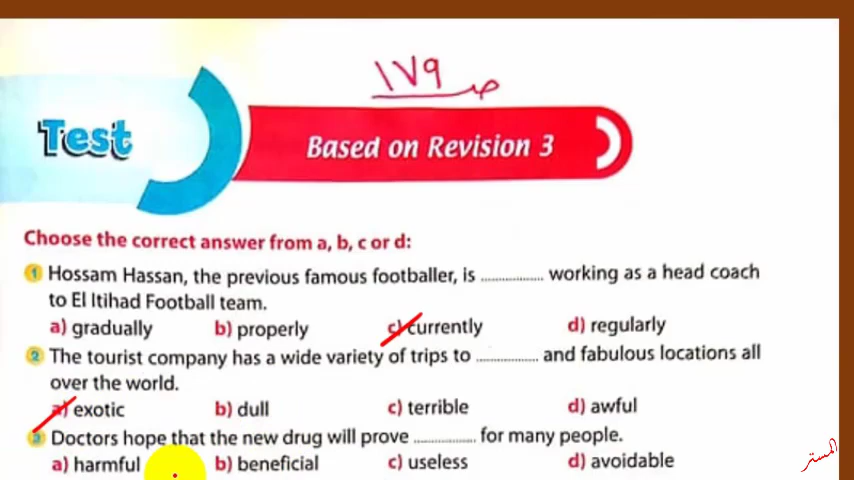 ص ١٧٩
Test
Based on Revision 3
Choose the correct answer from a, b, c or d:
1 Hossam Hassan, the previous famous footballer, is ............... working as a head coach
to El Itihad Football team.
a) gradually b) properly c) currently d) regularly
2 The tourist company has a wide variety of trips to ............... and fabulous locations all
over the world.
a) exotic b) dull c) terrible d) awful
3 Doctors hope that the new drug will prove ............... for many people.
a) harmful b) beneficial c) useless d) avoidable
المستر